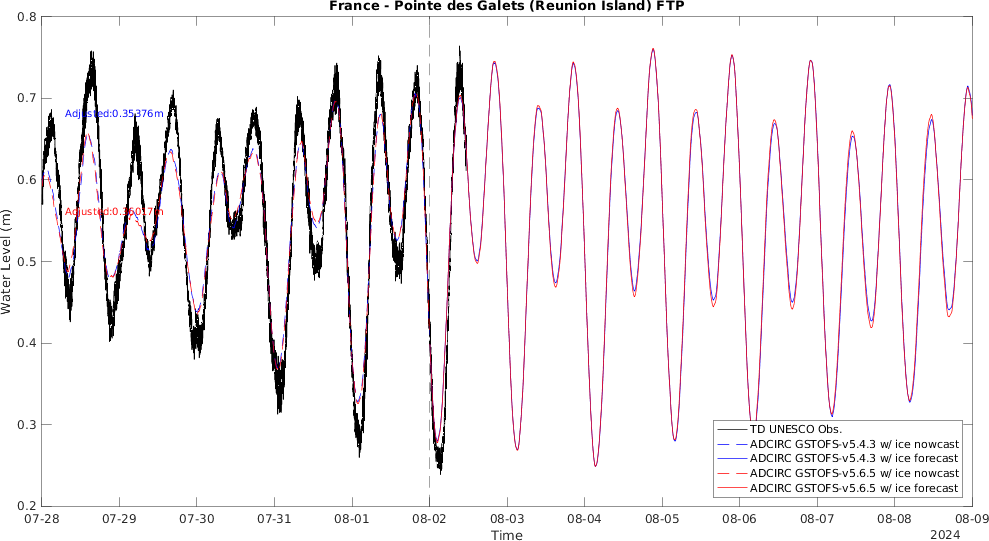 France - Pointe des Galets (Reunion Island) FTP
0.8
0.7
0.6
0.5
0.4
0.3
0.2
Water Level (m)
Adjusted:0.35376m
Adjusted:0.36017m
TD UNESCO Obs.
ADCIRC GSTOFS-v5.4.3 w/ ice nowcast
ADCIRC GSTOFS-v5.4.3 w/ ice forecast
ADCIRC GSTOFS-v5.6.5 w/ ice nowcast
ADCIRC GSTOFS-v5.6.5 w/ ice forecast
07-28 07-29 07-30 07-31 08-01 08-02 08-03 08-04 08-05 08-06 08-07 08-08 08-09
Time
2024